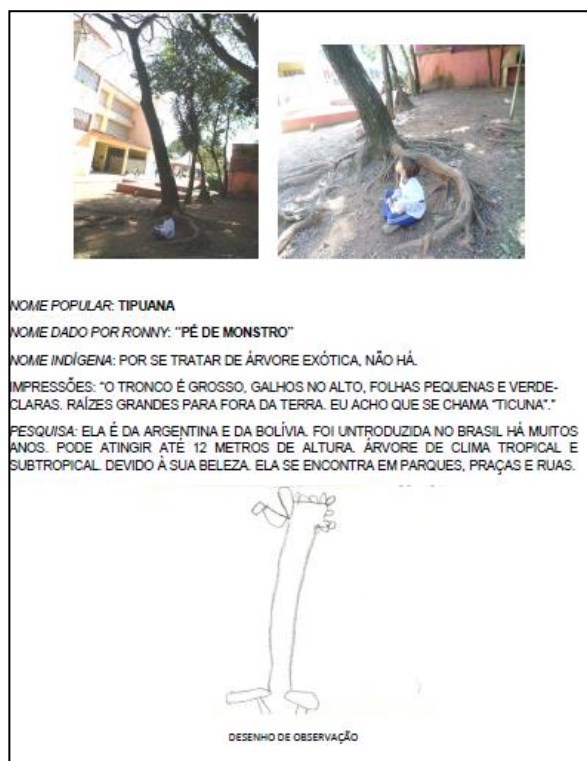 NOME POPULAR: TIPUANA
NOME DADO POR RONNY: "PÉ DE MONSTRO"
NOME INDÍGENA: POR SE TRATAR DE ÁRVORE EXÓTICA, NÃO HÁ.
IMPRESSÕES: "O TRONCO É GROSSO, GALHOS NO ALTO, FOLHAS PEQUENAS E VERDE-
CLARAS. RAÍZES GRANDES PARA FORA DA TERRA. EU ACHO QUE SE CHAMA "TICUNA"."
PESQUISA: ELA É DA ARGENTINA E DA BOLÍVIA. FOI UNTRODUZIDA NO BRASIL HÁ MUITOS
ANOS. PODE ATINGIR ATÉ 12 METROS DE ALTURA. ÁRVORE DE CLIMA TROPICAL E
SUBTROPICAL. DEVIDO À SUA BELEZA. ELA SE ENCONTRA EM PARQUES, PRAÇAS E RUAS.
DESENHO DE OBSERVAÇÃO